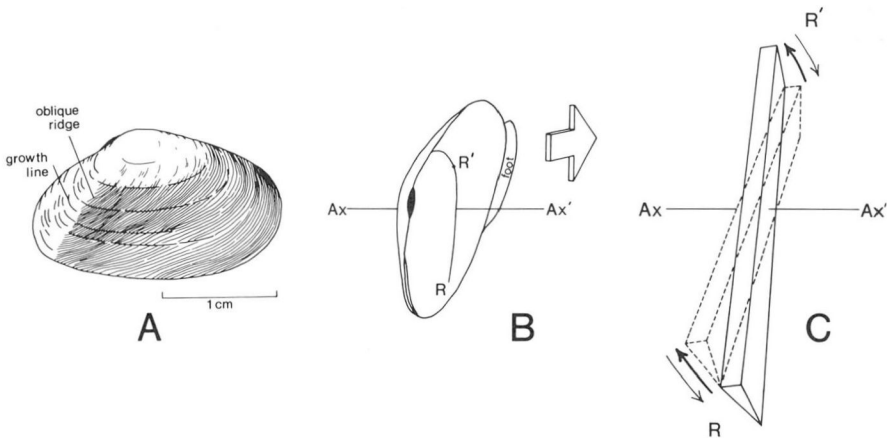 oblique
ridge
growth
line
1 cm
A
Ax
R'
foot
Ax'
R
B
R'
Ax
Ax'
R
C